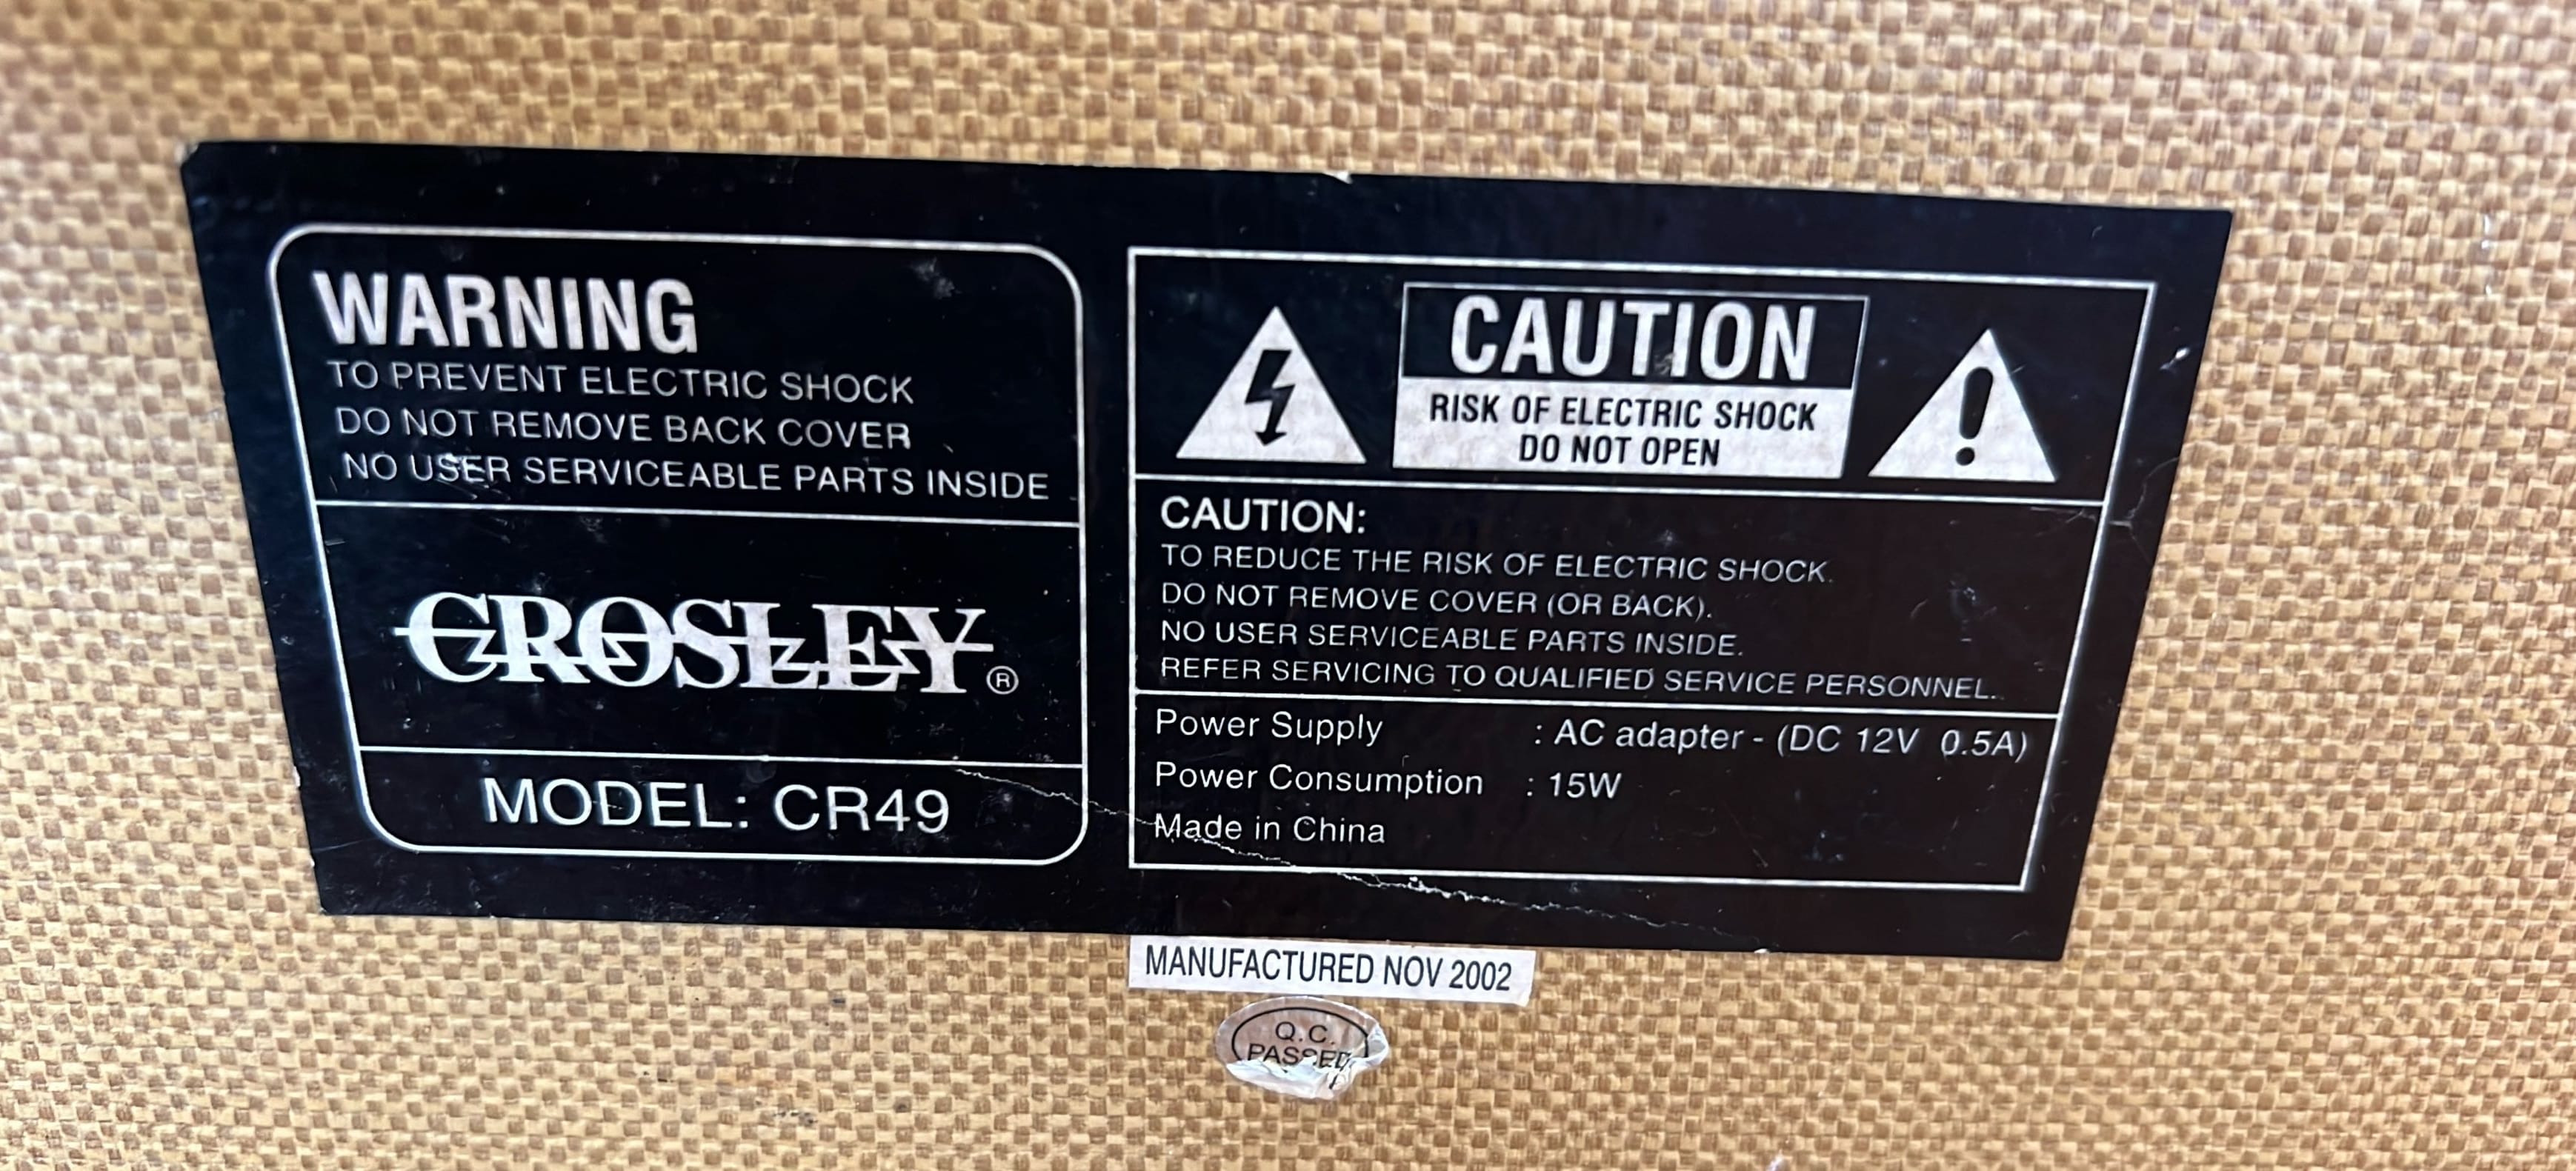 WARNING
TO PREVENT ELECTRIC SHOCK
DO NOT REMOVE BACK COVER
NO USER SERVICEABLE PARTS INSIDE
CROSLEY®
MODEL: CR49
CAUTION
RISK OF ELECTRIC SHOCK
DO NOT OPEN
CAUTION:
TO REDUCE THE RISK OF ELECTRIC SHOCK.
DO NOT REMOVE COVER (OR BACK).
NO USER SERVICEABLE PARTS INSIDE.
REFER SERVICING TO QUALIFIED SERVICE PERSONNEL.
Power Supply : AC adapter - (DC 12V 0.5A)
Power Consumption : 15W
Made in China
MANUFACTURED NOV 2002
Q.C.
PASSED